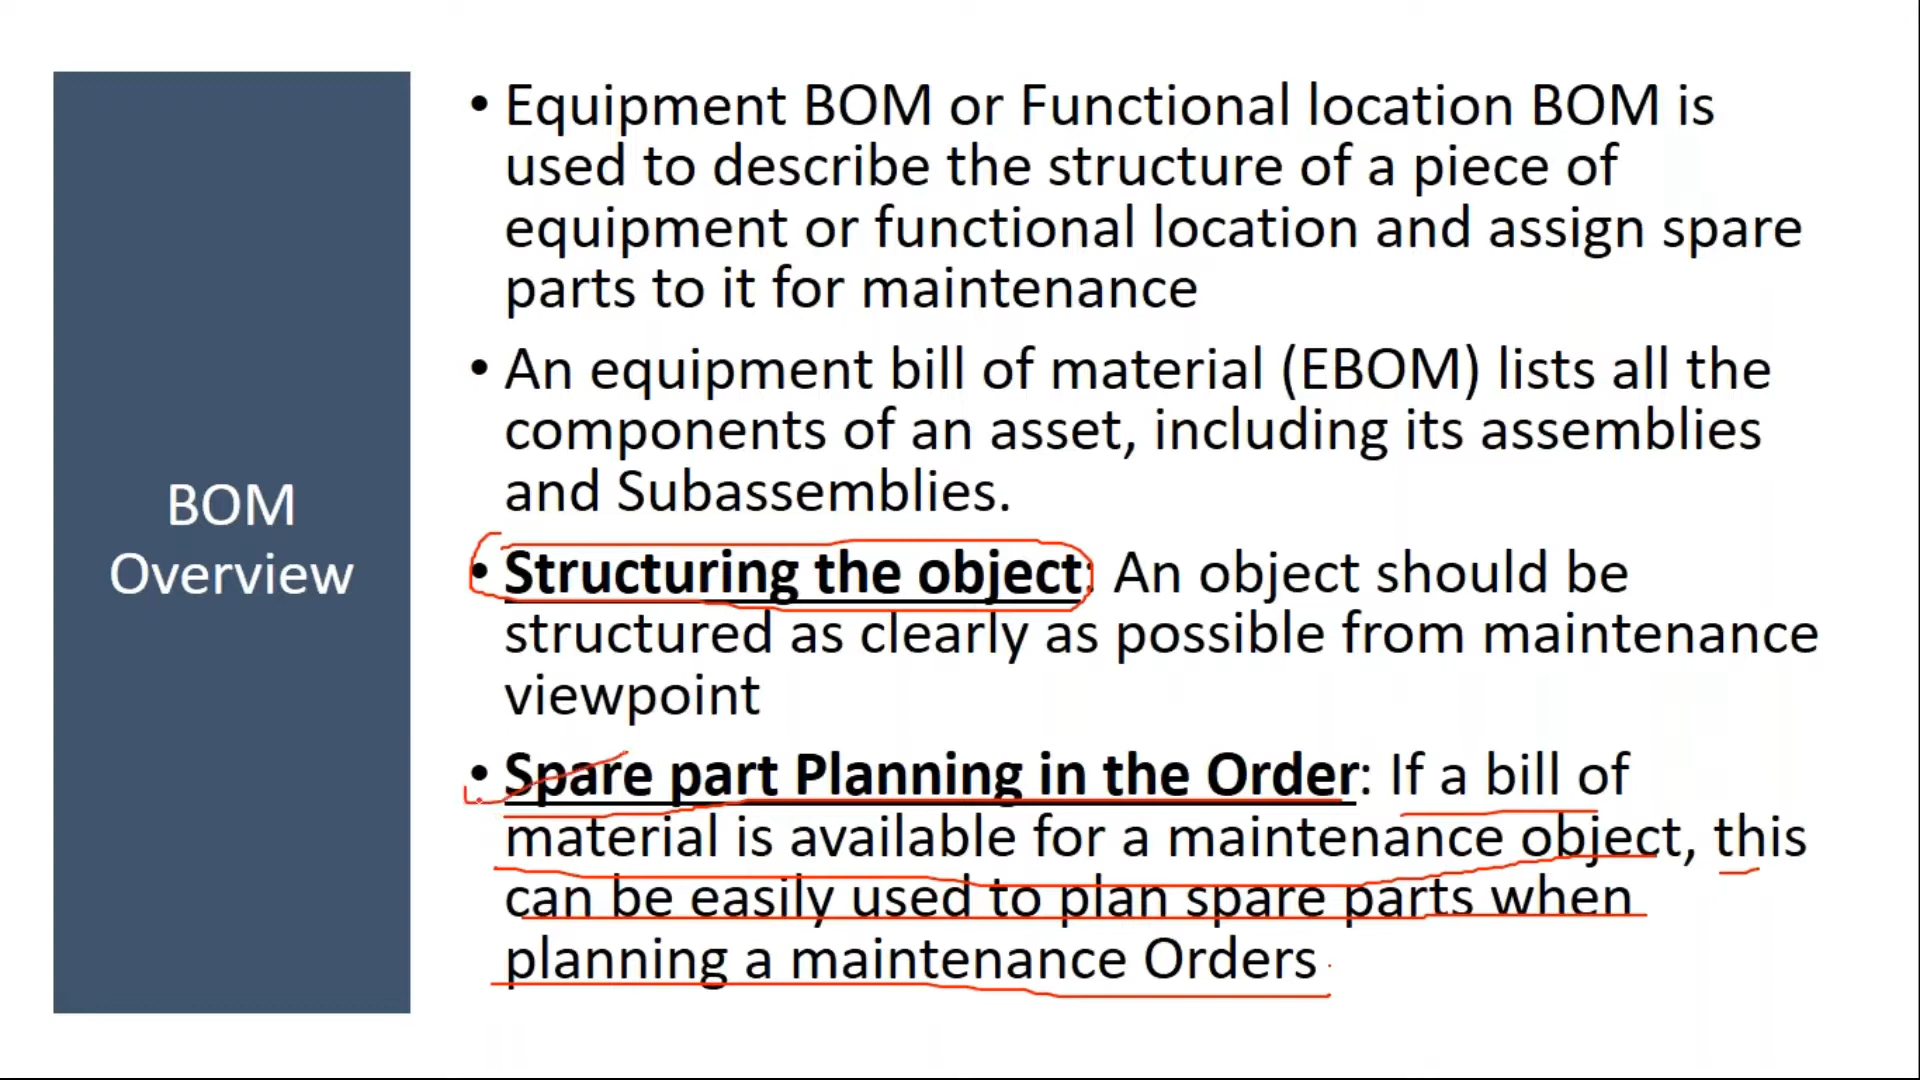 BOM
Overview
• Equipment BOM or Functional location BOM is
used to describe the structure of a piece of
equipment or functional location and assign spare
parts to it for maintenance
• An equipment bill of material (EBOM) lists all the
components of an asset, including its assemblies
and Subassemblies.
• Structuring the object: An object should be
structured as clearly as possible from maintenance
viewpoint
• Spare part Planning in the Order: If a bill of
material is available for a maintenance object, this
can be easily used to plan spare parts when
planning a maintenance Orders